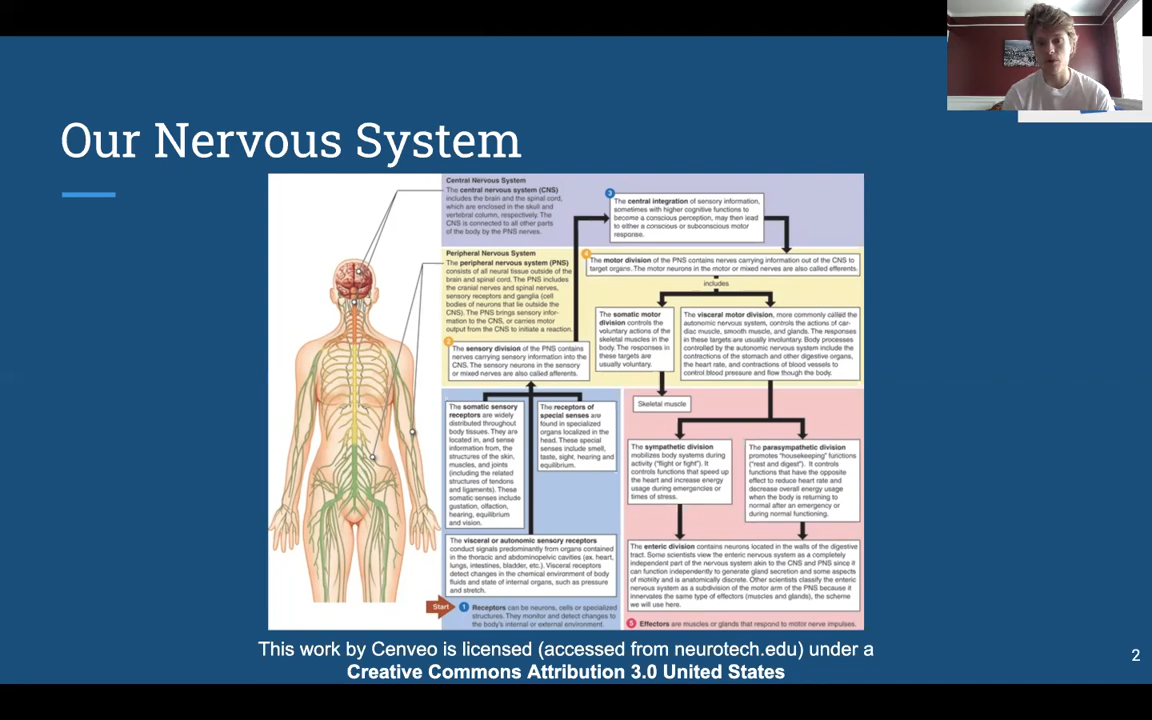 Our Nervous System
Central Nervous System
The central nervous system (CNS)
includes the brain and the spinal cord,
which are enclosed in the skull and
vertebral column, respectively. The
CNS is connected to all other parts
of the body by the PNS nerves.
3
The central integration of sensory information,
sometimes with higher cognitive functions to
become a conscious perception, may then lead
to either a conscious or subconscious motor
response.
Peripheral Nervous System
The peripheral nervous system (PNS)
consists of all neural tissue outside of the
brain and spinal cord. The PNS includes
the cranial nerves and spinal nerves,
sensory receptors and ganglia (cell
bodies of neurons that lie outside the
CNS). The PNS brings sensory infor-
mation to the CNS, or carries motor
output from the CNS to initiate a reaction.
4
The motor division of the PNS contains nerves carrying information out of the CNS to
target organs. The motor neurons in the motor or mixed nerves are also called efferents.
includes
The somatic motor
division controls the
voluntary actions of the
skeletal muscles in the
body. The responses in
these targets are
usually voluntary.
The visceral motor division, more commonly called the
autonomic nervous system, controls the actions of car-
diac muscle, smooth muscle, and glands. The responses
in these targets are usually involuntary. Body processes
controlled by the autonomic nervous system include the
contractions of the stomach and other digestive organs,
the heart rate, and contractions of blood vessels to
control blood pressure and flow through the body.
2
The sensory division of the PNS contains
nerves carrying sensory information into the
CNS. The sensory neurons in the sensory
or mixed nerves are also called afferents.
Skeletal muscle
The somatic sensory
receptors are widely
distributed throughout
body tissues. They are
located in, and sense
information from, the
structures of the skin,
muscles, and joints
(including the related
structures of tendons
and ligaments). These
somatic senses include
gustation, olfaction,
hearing, equilibrium
and vision.
The receptors of
special senses are
found in specialized
organs localized in the
head. These special
senses include smell,
taste, sight, hearing and
equilibrium.
The sympathetic division
mobilizes body systems during
activity ("flight or fight"). It
controls functions that speed up
the heart and increase energy
usage during emergencies or
times of stress.
The parasympathetic division
promotes "housekeeping" functions
("rest and digest"). It controls
functions that have the opposite
effect to reduce heart rate and
decrease overall energy usage
when the body is returning to
normal after an emergency or
during normal functioning.
The visceral or autonomic sensory receptors
conduct signals predominantly from organs contained
in the thoracic and abdominopelvic cavities (ex. heart,
lungs, intestines, bladder, etc.). Visceral receptors
detect changes in the chemical environment of body
fluids and state of internal organs, such as pressure
and stretch.
The enteric division contains neurons located in the walls of the digestive
tract. Some scientists view the enteric nervous system as a completely
independent part of the nervous system akin to the CNS and PNS since it
can function independently to generate gland secretion and some aspects
of motility and is anatomically discrete. Other scientists classify the enteric
nervous system as a subdivision of the motor arm of the PNS because it
innervates the same type of effectors (muscles and glands), the scheme
we will use here.
Start
1 Receptors can be neurons, cells or specialized
structures. They monitor and detect changes to
the body's internal or external environment.
5 Effectors are muscles or glands that respond to motor nerve impulses.
This work by Cenveo is licensed (accessed from neurotech.edu) under a
Creative Commons Attribution 3.0 United States
2